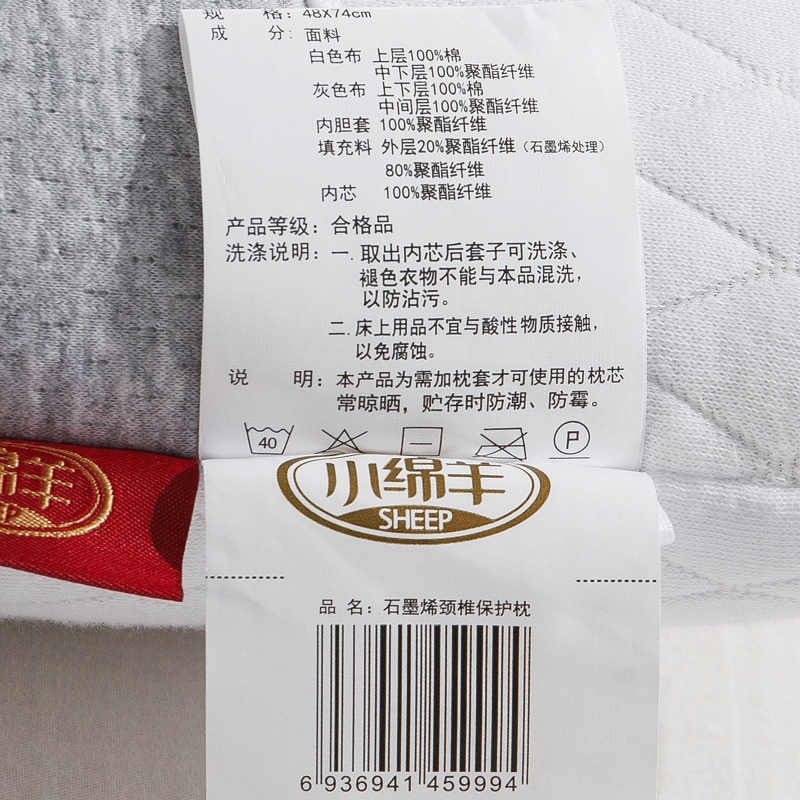 规 格: 48X74cm
成 分: 面料
白色布 上层100%棉
中下层100%聚酯纤维
灰色布 上下层100%棉
中间层100%聚酯纤维
内胆套 100%聚酯纤维
填充料 外层20%聚酯纤维（石墨烯处理）
80%聚酯纤维
内芯 100%聚酯纤维
产品等级: 合格品
洗涤说明: 一. 取出内芯后套子可洗涤、
褪色衣物不能与本品混洗,
以防沾污。
二. 床上用品不宜与酸性物质接触,
以免腐蚀。
说 明: 本产品为需加枕套才可使用的枕芯
常晾晒, 贮存时防潮、防霉。
40 P
小绵羊
SHEEP
绵羊
EP
品 名: 石墨烯颈椎保护枕
6 936941 459994